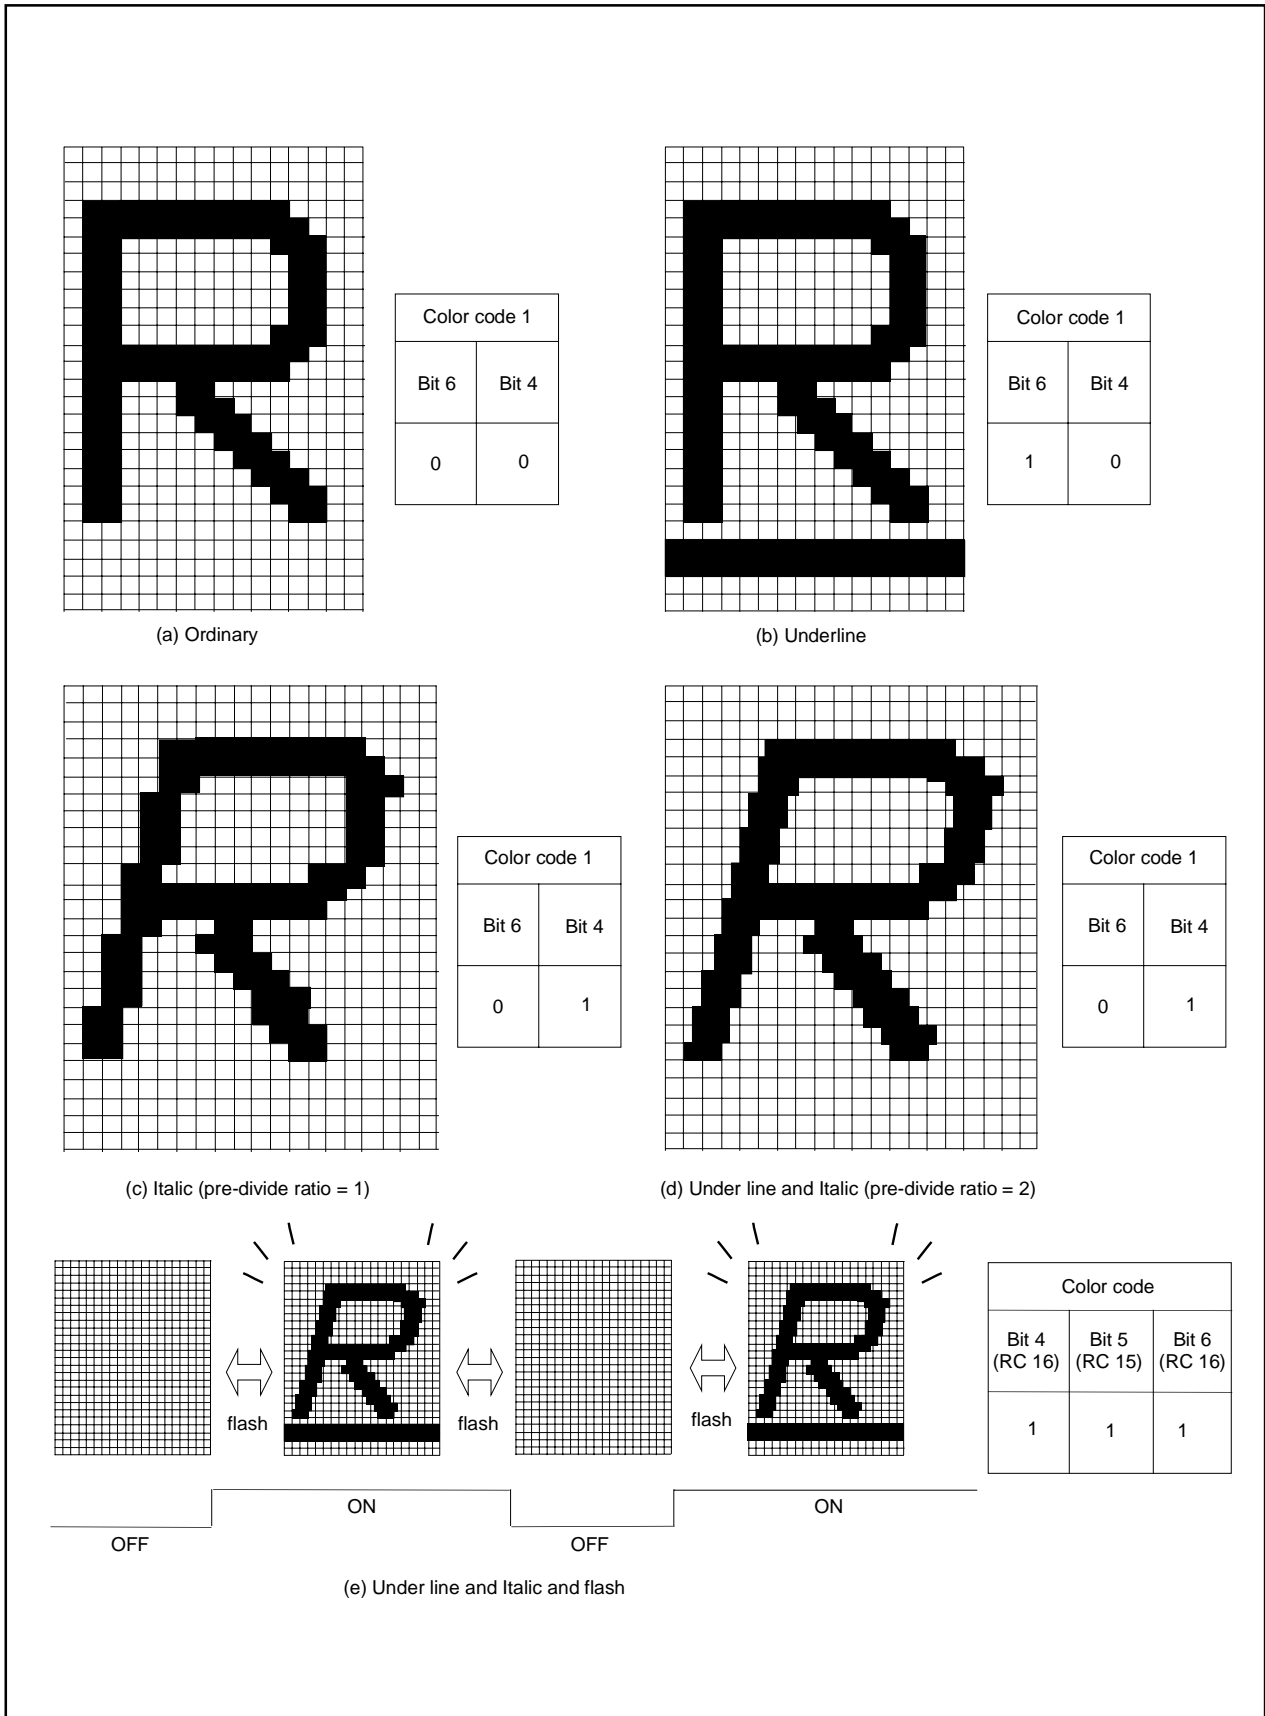 Color code 1
Bit 6 Bit 4
0 0
(a) Ordinary
Color code 1
Bit 6 Bit 4
1 0
(b) Underline
Color code 1
Bit 6 Bit 4
0 1
(c) Italic (pre-divide ratio = 1)
Color code 1
Bit 6 Bit 4
0 1
(d) Under line and Italic (pre-divide ratio = 2)
flash flash flash
Color code
Bit 4 Bit 5 Bit 6
(RC 16) (RC 15) (RC 16)
1 1 1
ON ON
OFF OFF
(e) Under line and Italic and flash